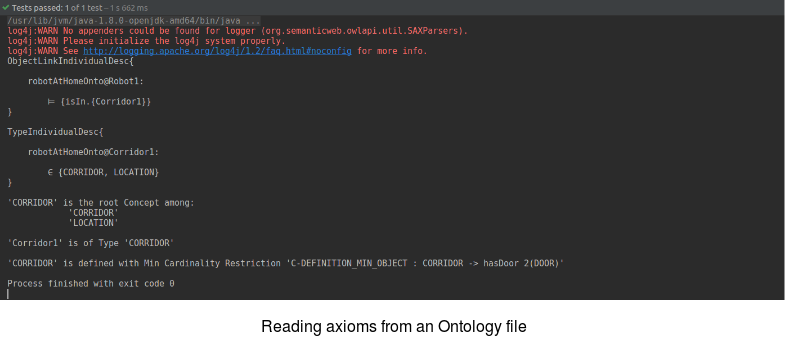 Tests passed: 1 of 1 test – 1 s 662 ms
/usr/lib/jvm/java-1.8.0-openjdk-amd64/bin/java ...
log4j:WARN No appenders could be found for logger (org.semanticweb.owlapi.util.SAXParsers).
log4j:WARN Please initialize the log4j system properly.
log4j:WARN See http://logging.apache.org/log4j/1.2/faq.html#noconfig for more info.
ObjectLinkIndividualDesc{
robotAtHomeOnto@Robot1:
⊨ {isIn.{Corridor1}}
}
TypeIndividualDesc{
robotAtHomeOnto@Corridor1:
∈ {CORRIDOR, LOCATION}
}
'CORRIDOR' is the root Concept among:
'CORRIDOR'
'LOCATION'
'Corridor1' is of Type 'CORRIDOR'
'CORRIDOR' is defined with Min Cardinality Restriction 'C-DEFINITION_MIN_OBJECT : CORRIDOR -> hasDoor 2(DOOR)'
Process finished with exit code 0
Reading axioms from an Ontology file